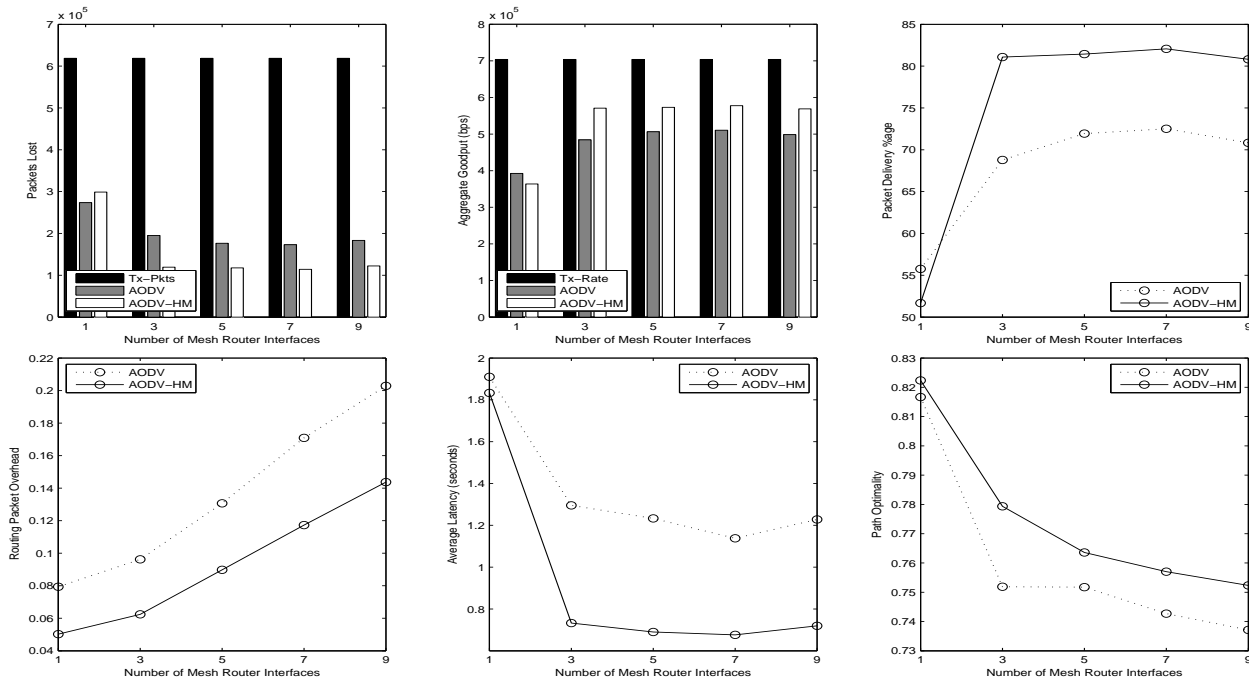 x 10⁵
7
6
5
4
3
2
1
0
Packets Lost
Tx−Pkts
AODV
AODV−HM
1 3 5 7 9
Number of Mesh Router Interfaces
x 10⁵
8
7
6
5
4
3
2
1
0
Aggregate Goodput (bps)
Tx−Rate
AODV
AODV−HM
1 3 5 7 9
Number of Mesh Router Interfaces
85
80
75
70
65
60
55
50
Packet Delivery %age
AODV
AODV−HM
1 3 5 7 9
Number of Mesh Router Interfaces
0.22
0.2
0.18
0.16
0.14
0.12
0.1
0.08
0.06
0.04
Routing Packet Overhead
AODV
AODV−HM
1 3 5 7 9
Number of Mesh Router Interfaces
2
1.8
1.6
1.4
1.2
1
0.8
Average Latency (seconds)
AODV
AODV−HM
1 3 5 7 9
Number of Mesh Router Interfaces
0.83
0.82
0.81
0.8
0.79
0.78
0.77
0.76
0.75
0.74
0.73
Path Optimality
AODV
AODV−HM
1 3 5 7 9
Number of Mesh Router Interfaces